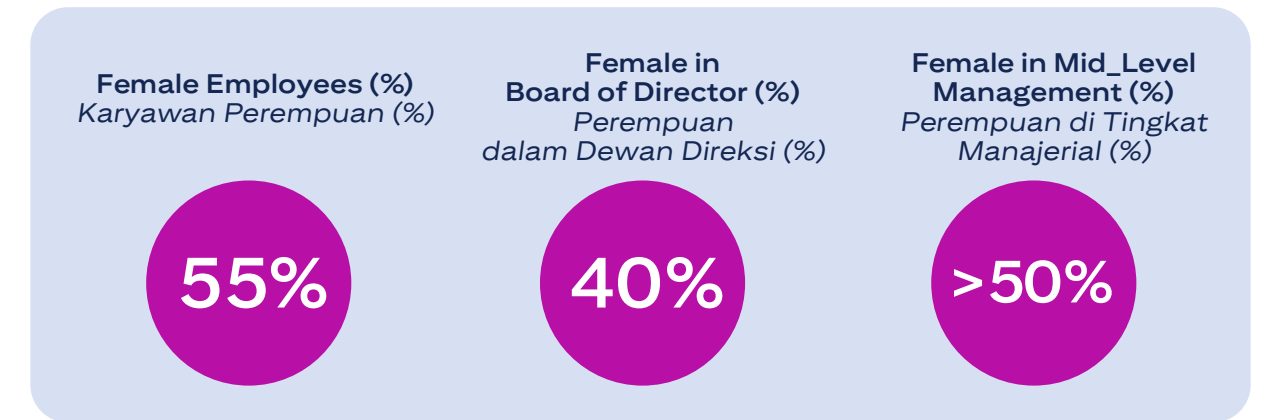 Female Employees (%)
Karyawan Perempuan (%)
55%
Female in
Board of Director (%)
Perempuan
dalam Dewan Direksi (%)
40%
Female in Mid_Level
Management (%)
Perempuan di Tingkat
Manajerial (%)
>50%